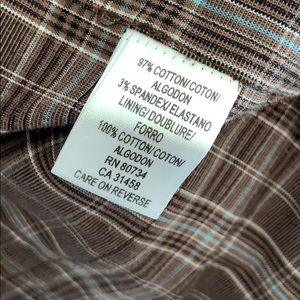 97% COTTON/COTON/
ALGODON
3% SPANDEX/ELASTANO
LINING/DOUBLURE/
FORRO
100% COTTON/COTON/
ALGODON
RN 80734
CA 31458
CARE ON REVERSE